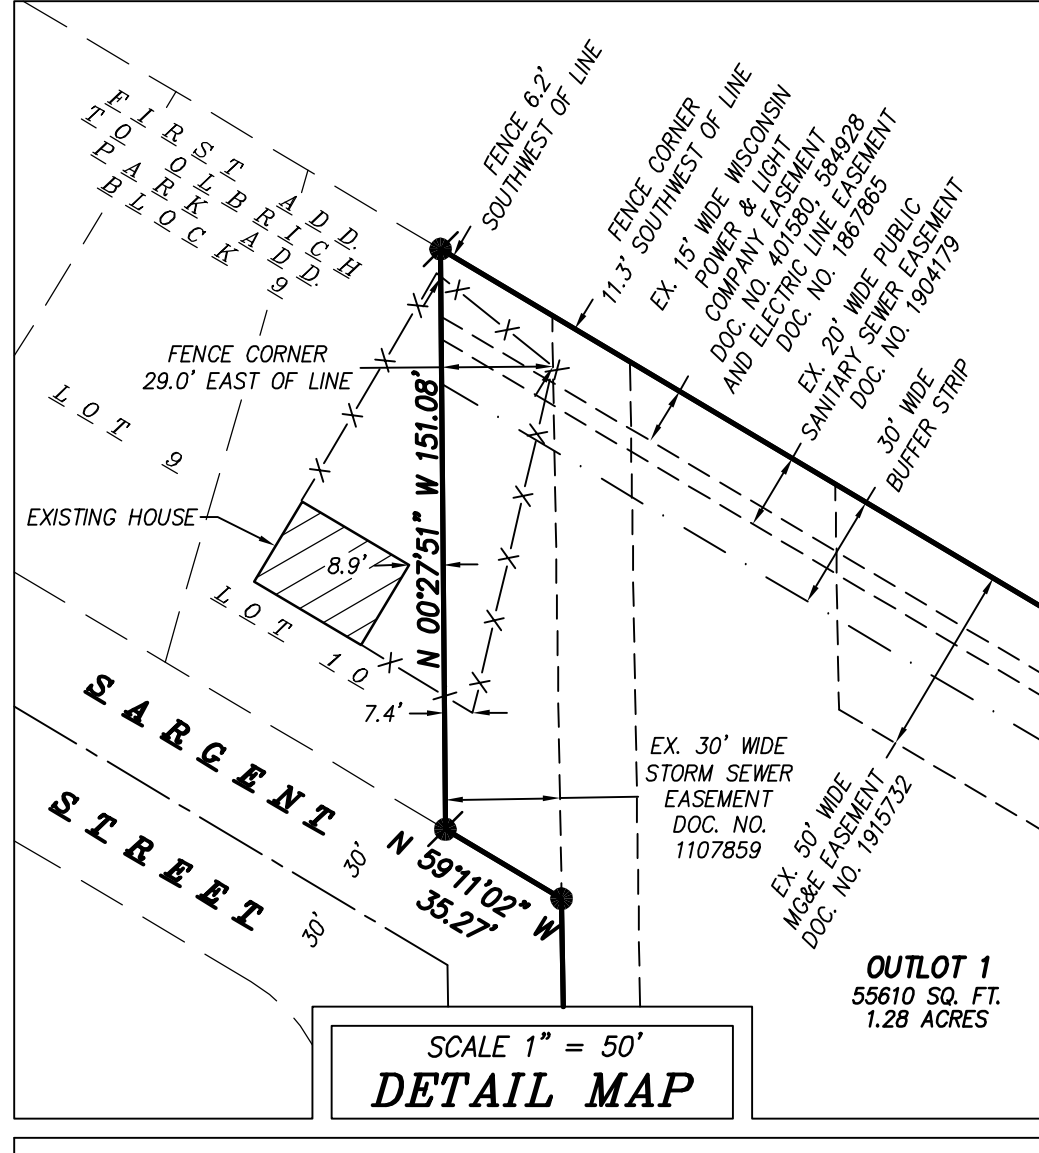 FENCE 6.2'
SOUTHWEST OF LINE
FENCE CORNER
11.3' SOUTHWEST OF LINE
EX. 15' WIDE WISCONSIN
POWER & LIGHT
COMPANY EASEMENT
DOC. NO. 401580, 584928
AND ELECTRIC LINE EASEMENT
DOC. NO. 1867865
EX. 20' WIDE PUBLIC
SANITARY SEWER EASEMENT
DOC. NO. 1904179
30' WIDE
BUFFER STRIP
FIRST ADD.
TO OLBRICH
PARK ADD.
BLOCK 9
FENCE CORNER
29.0' EAST OF LINE
LOT 9
N 00°27'51" W 151.08'
EXISTING HOUSE
8.9'
LOT 10
7.4'
SARGENT
STREET
30'
30'
N 59°11'02" W
35.27'
EX. 30' WIDE
STORM SEWER
EASEMENT
DOC. NO.
1107859
EX. 50' WIDE
MG&E EASEMENT
DOC. NO. 1915732
OUTLOT 1
55610 SQ. FT.
1.28 ACRES
SCALE 1" = 50'
DETAIL MAP